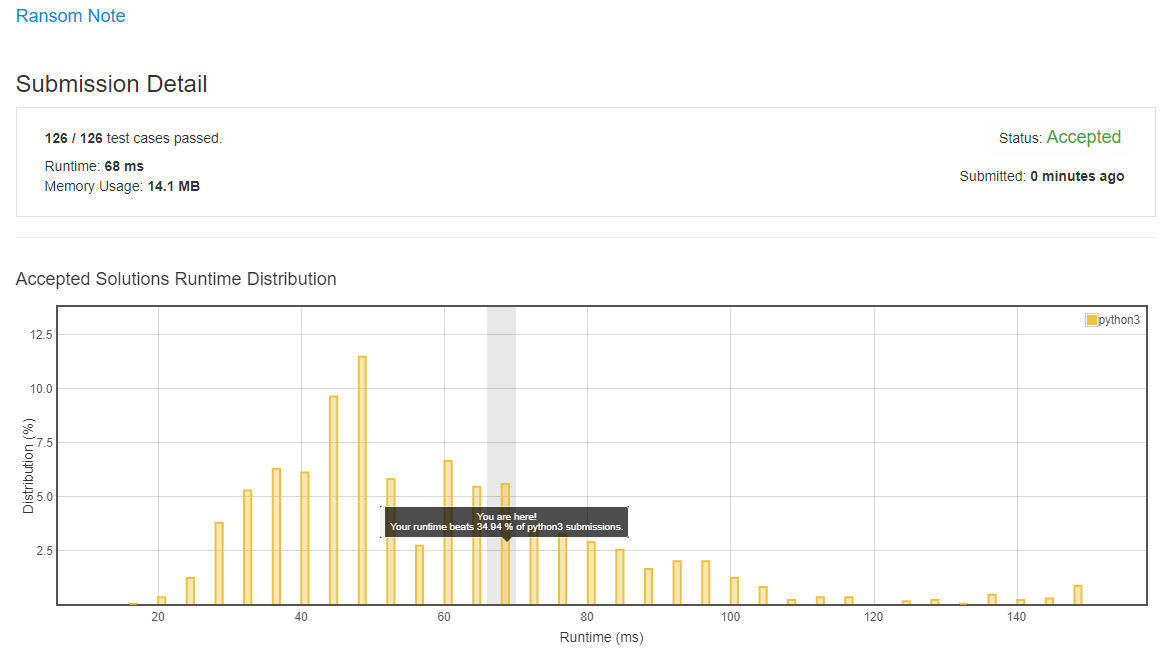 Ransom Note
Submission Detail
126 / 126 test cases passed.
Status: Accepted
Runtime: 68 ms
Memory Usage: 14.1 MB
Submitted: 0 minutes ago
Accepted Solutions Runtime Distribution
python3
12.5
10.0
7.5
5.0
2.5
Distribution (%)
You are here!
Your runtime beats 34.94 % of python3 submissions.
20 40 60 80 100 120 140
Runtime (ms)